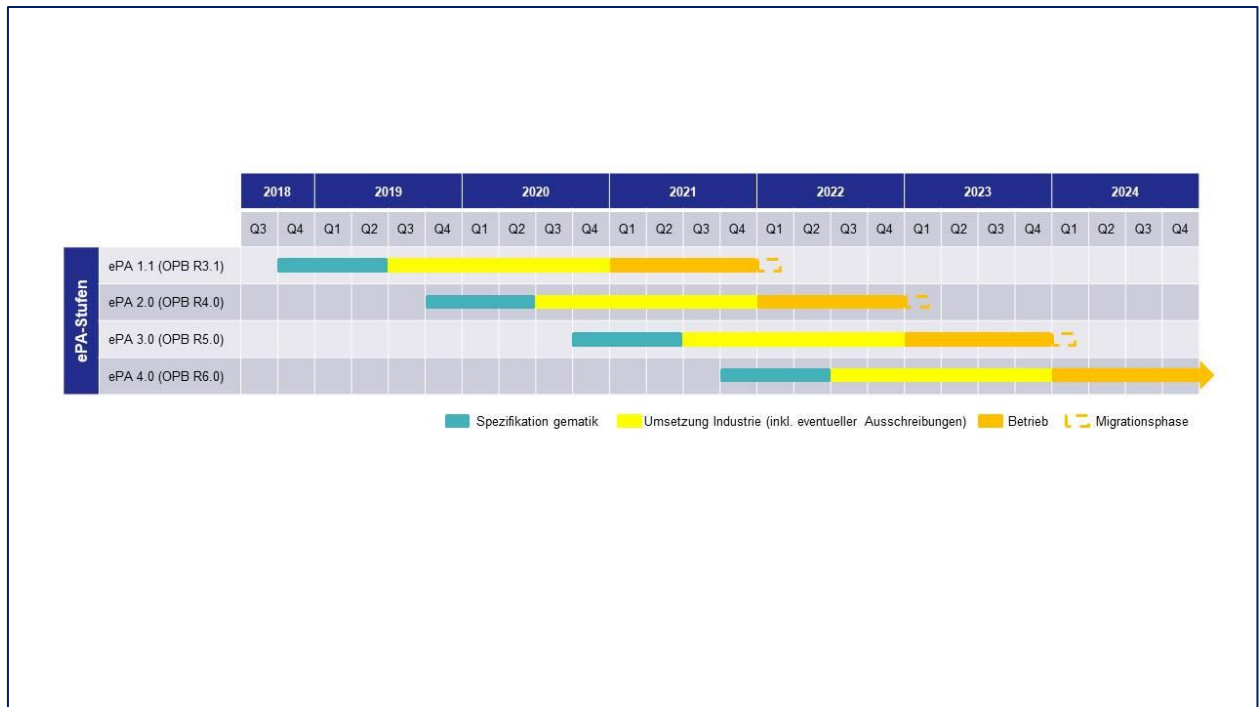 2018 2019 2020 2021 2022 2023 2024
Q3 Q4 Q1 Q2 Q3 Q4 Q1 Q2 Q3 Q4 Q1 Q2 Q3 Q4 Q1 Q2 Q3 Q4 Q1 Q2 Q3 Q4 Q1 Q2 Q3 Q4
ePA-Stufen
ePA 1.1 (OPB R3.1)
ePA 2.0 (OPB R4.0)
ePA 3.0 (OPB R5.0)
ePA 4.0 (OPB R6.0)
Spezifikation gematik Umsetzung Industrie (inkl. eventueller Ausschreibungen) Betrieb Migrationsphase